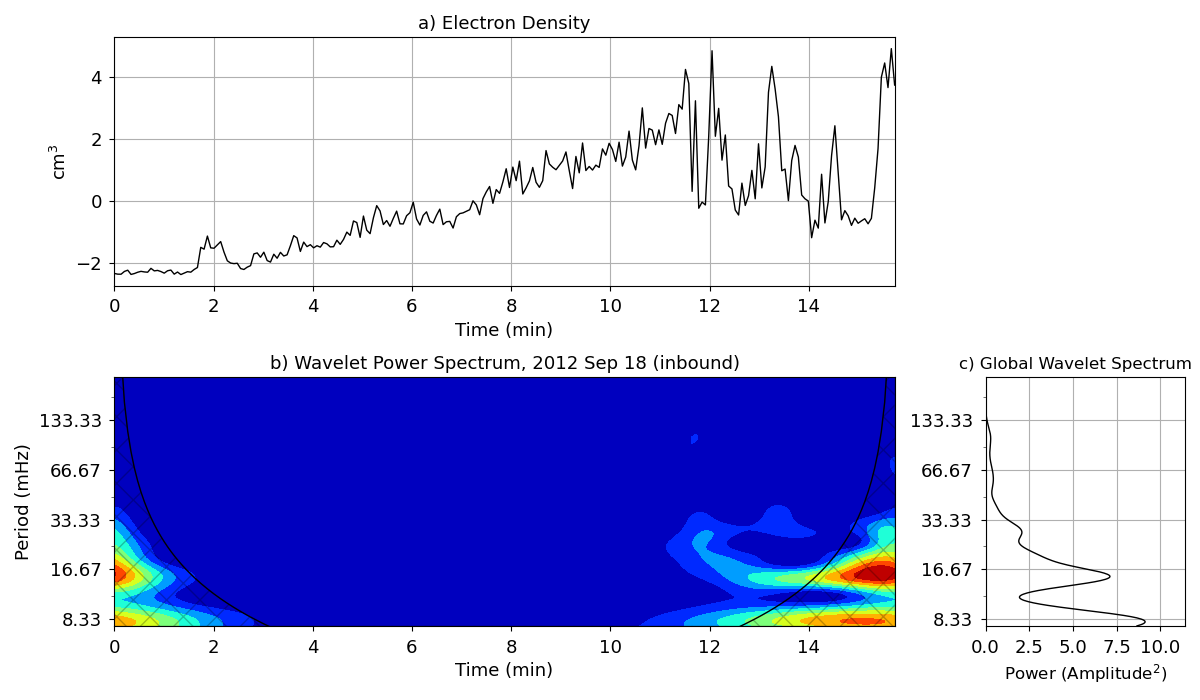 a) Electron Density
cm³
4
2
0
−2
0 2 4 6 8 10 12 14
Time (min)
b) Wavelet Power Spectrum, 2012 Sep 18 (inbound)
c) Global Wavelet Spectrum
Period (mHz)
133.33
66.67
33.33
16.67
8.33
0 2 4 6 8 10 12 14
Time (min)
133.33
66.67
33.33
16.67
8.33
0.0 2.5 5.0 7.5 10.0
Power (Amplitude²)